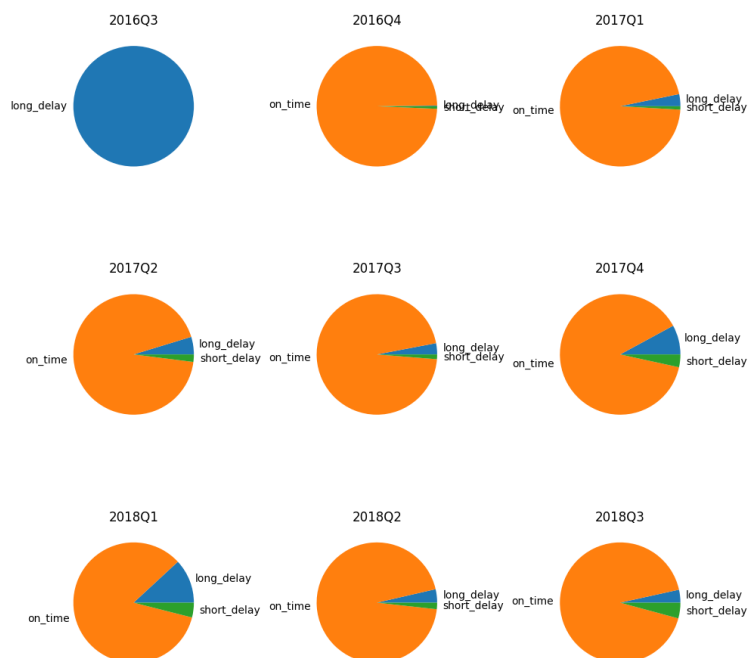 2016Q3
long_delay
2016Q4
on_time
long_delay
short_delay
2017Q1
on_time
long_delay
short_delay
2017Q2
on_time
long_delay
short_delay
2017Q3
on_time
long_delay
short_delay
2017Q4
on_time
long_delay
short_delay
2018Q1
on_time
long_delay
short_delay
2018Q2
on_time
long_delay
short_delay
2018Q3
on_time
long_delay
short_delay